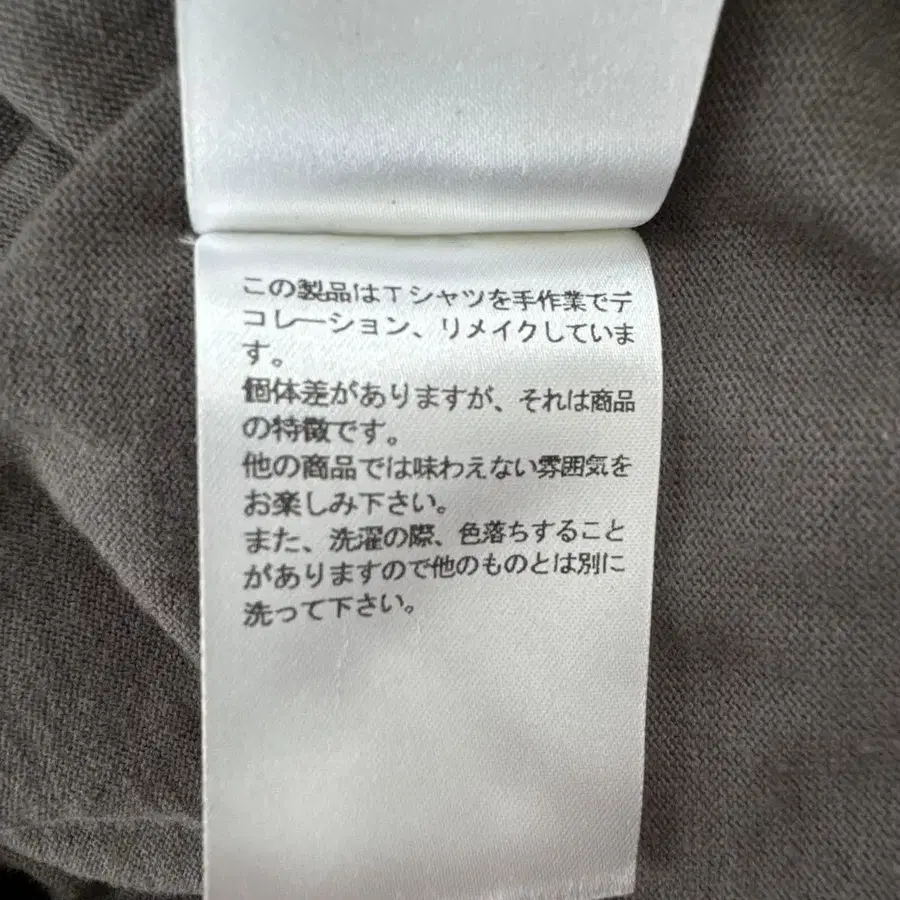 この製品はTシャツを手作業でデ
コレーション、リメイクしていま
す。
個体差がありますが、それは商品
の特徴です。
他の商品では味わえない雰囲気を
お楽しみ下さい。
また、洗濯の際、色落ちすること
がありますので他のものとは別に
洗って下さい。